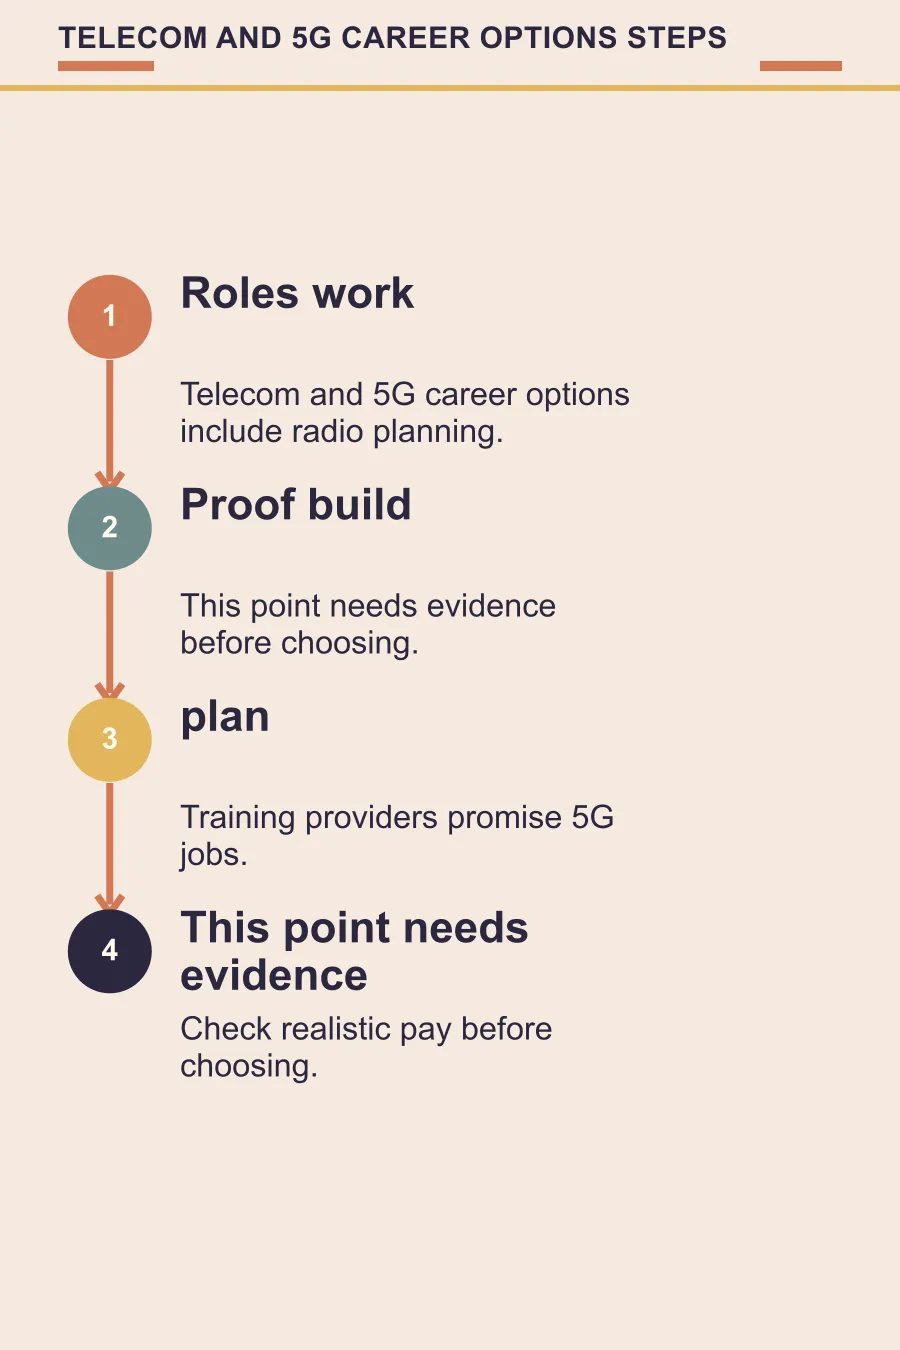 TELECOM AND 5G CAREER OPTIONS STEPS
1
Roles work
Telecom and 5G career options
include radio planning.
2
Proof build
This point needs evidence
before choosing.
3
plan
Training providers promise 5G
jobs.
4
This point needs
evidence
Check realistic pay before
choosing.